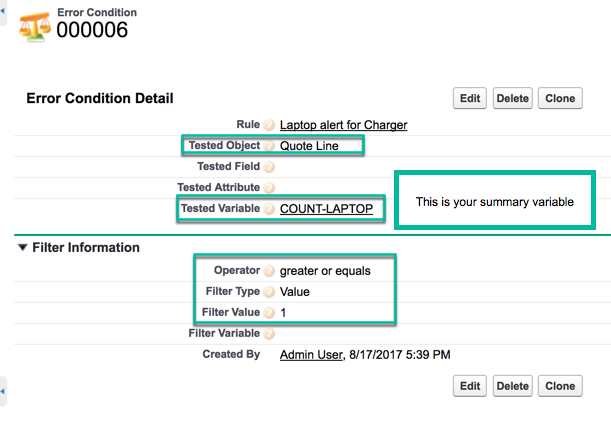 Error Condition
000006
Error Condition Detail
Edit Delete Clone
Rule ? Laptop alert for Charger
Tested Object ? Quote Line
Tested Field ?
Tested Attribute ?
Tested Variable ? COUNT-LAPTOP
This is your summary variable
Filter Information
Operator ? greater or equals
Filter Type ? Value
Filter Value ? 1
Filter Variable ?
Created By Admin User, 8/17/2017 5:39 PM
Edit Delete Clone